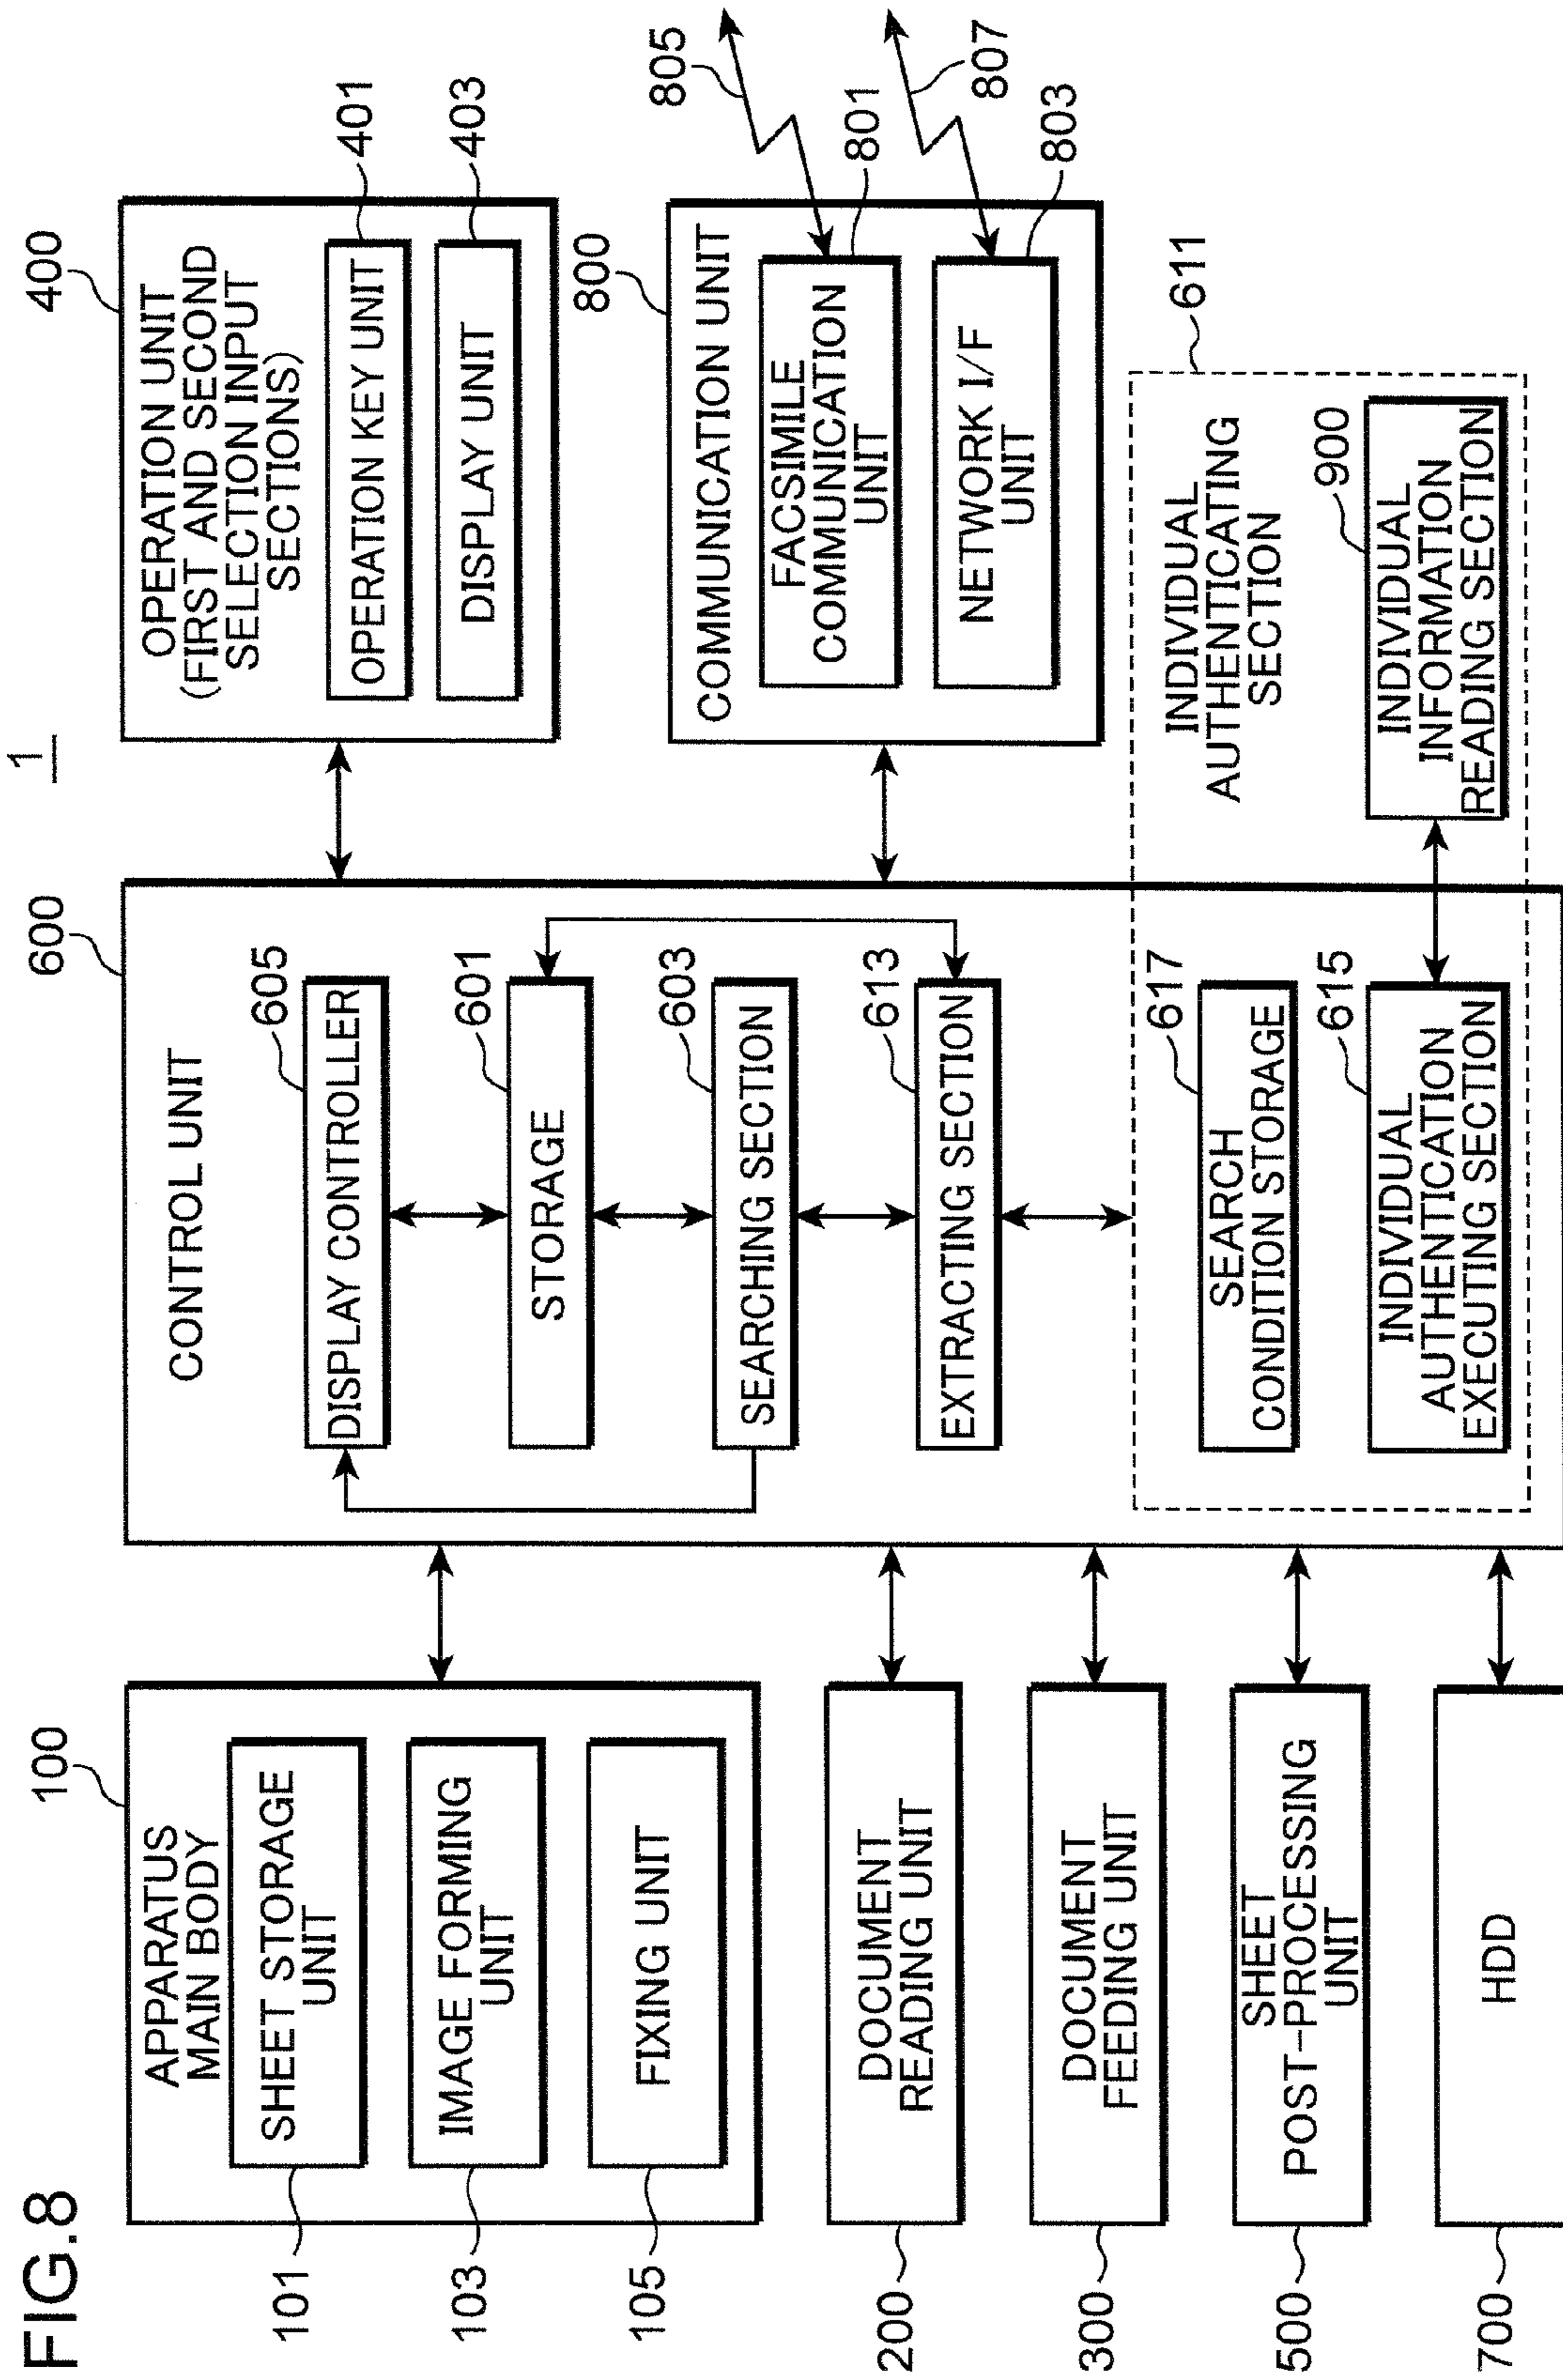 FIG.8
1
100
APPARATUS
MAIN BODY
SHEET STORAGE
UNIT
101
IMAGE FORMING
UNIT
103
FIXING UNIT
105
DOCUMENT
READING UNIT
200
DOCUMENT
FEEDING UNIT
300
SHEET
POST-PROCESSING
UNIT
500
HDD
700
600
CONTROL UNIT
605
DISPLAY CONTROLLER
601
STORAGE
603
SEARCHING SECTION
613
EXTRACTING SECTION
617
SEARCH
CONDITION STORAGE
615
INDIVIDUAL
AUTHENTICATION
EXECUTING SECTION
400
OPERATION UNIT
(FIRST AND SECOND
SELECTION INPUT
SECTIONS)
OPERATION KEY UNIT
401
DISPLAY UNIT
403
800
COMMUNICATION UNIT
FACSIMILE
COMMUNICATION
UNIT
801
805
NETWORK I/F
UNIT
803
807
611
INDIVIDUAL
AUTHENTICATING
SECTION
900
INDIVIDUAL
INFORMATION
READING SECTION